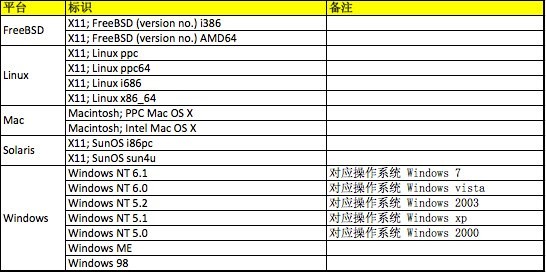 平台 标识 备注
FreeBSD X11; FreeBSD (version no.) i386
X11; FreeBSD (version no.) AMD64
Linux X11; Linux ppc
X11; Linux ppc64
X11; Linux i686
X11; Linux x86_64
Mac Macintosh; PPC Mac OS X
Macintosh; Intel Mac OS X
Solaris X11; SunOS i86pc
X11; SunOS sun4u
Windows Windows NT 6.1 对应操作系统 Windows 7
Windows NT 6.0 对应操作系统 Windows vista
Windows NT 5.2 对应操作系统 Windows 2003
Windows NT 5.1 对应操作系统 Windows xp
Windows NT 5.0 对应操作系统 Windows 2000
Windows ME
Windows 98